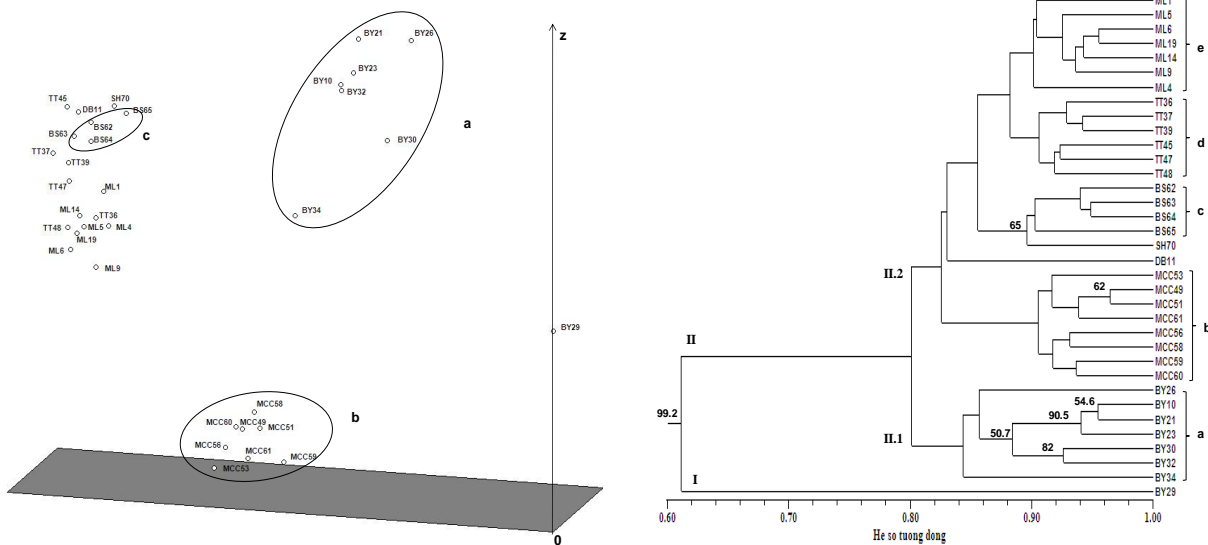 z
BY21
BY26
BY23
BY10
BY32
a
BY30
BY34
TT45
SH70
DB11
BS65
BS62
BS63
BS64
c
TT37
TT39
TT47
ML1
ML14
TT36
TT48
ML5
ML4
ML19
ML6
ML9
BY29
b
MCC58
MCC60
MCC49
MCC51
MCC56
MCC61
MCC59
MCC53
0
ML1
ML5
ML6
ML19
ML14
ML9
ML4
e
TT36
TT37
TT39
TT45
TT47
TT48
d
BS62
BS63
BS64
BS65
c
65
SH70
DB11
II.2
MCC53
MCC49
62
MCC51
MCC61
MCC56
MCC58
MCC59
MCC60
b
II
BY26
BY10
54.6
BY21
90.5
BY23
50.7
BY30
82
BY32
BY34
a
II.1
99.2
I
BY29
0.60 0.70 0.80 0.90 1.00
He so tuong dong